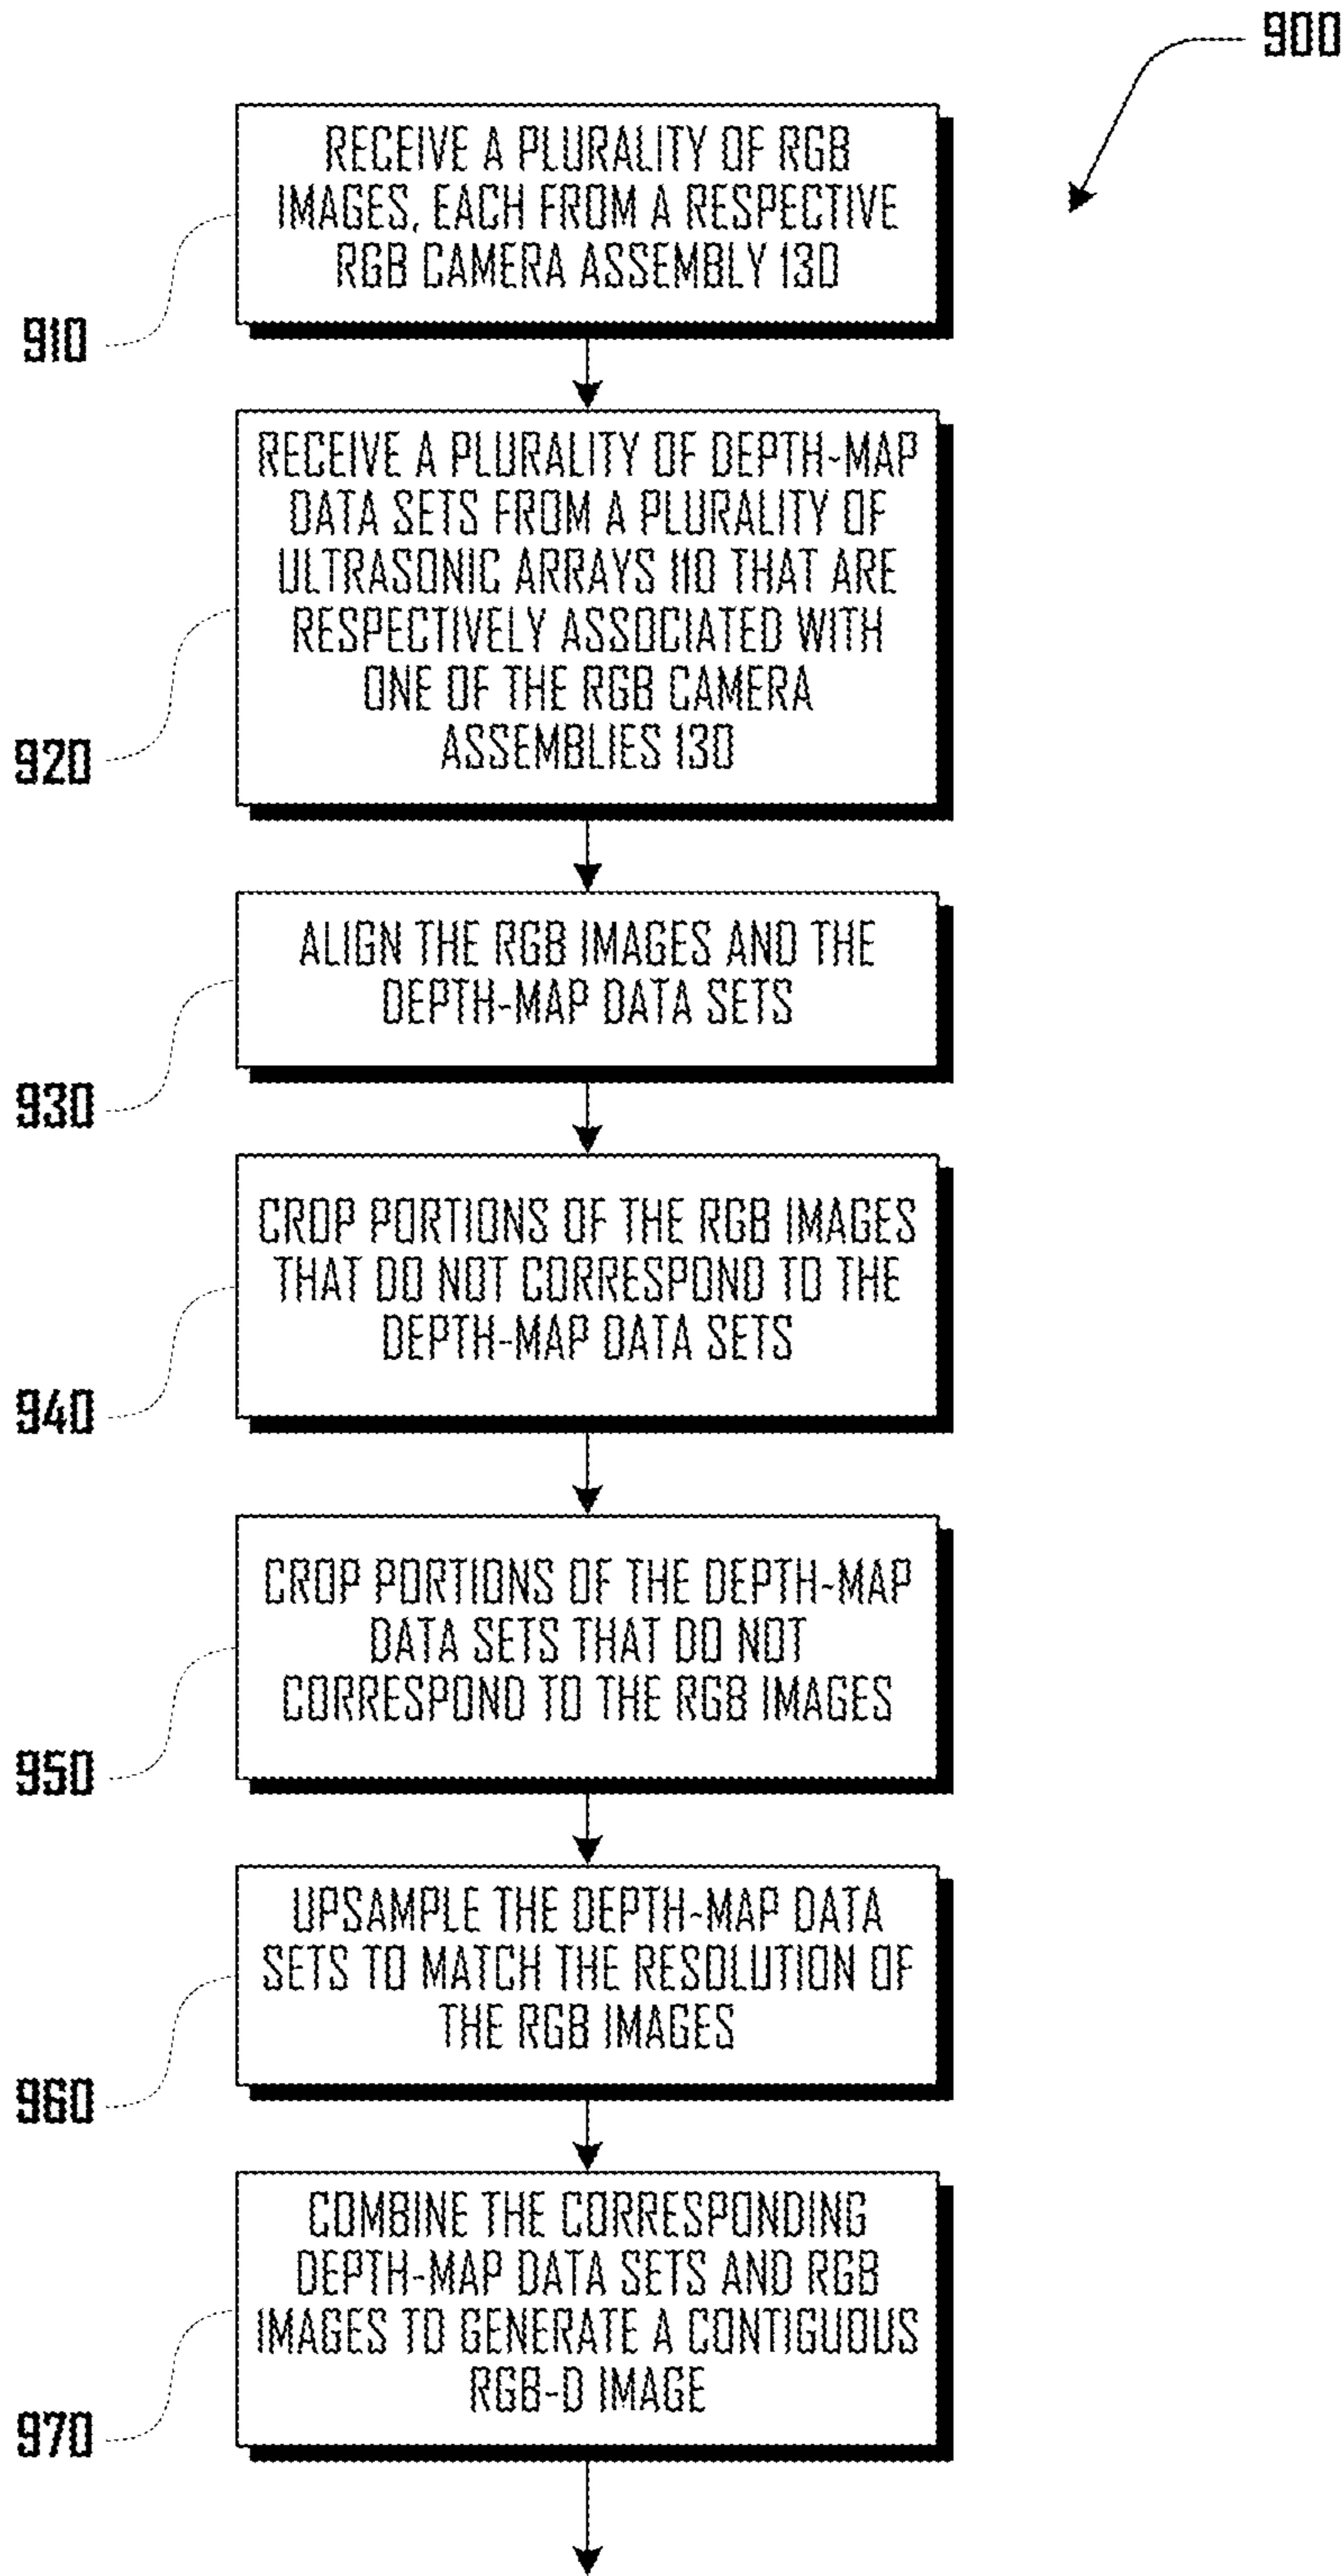 900
RECEIVE A PLURALITY OF RGB
IMAGES, EACH FROM A RESPECTIVE
RGB CAMERA ASSEMBLY 130
910
RECEIVE A PLURALITY OF DEPTH-MAP
DATA SETS FROM A PLURALITY OF
ULTRASONIC ARRAYS 110 THAT ARE
RESPECTIVELY ASSOCIATED WITH
ONE OF THE RGB CAMERA
ASSEMBLIES 130
920
ALIGN THE RGB IMAGES AND THE
DEPTH-MAP DATA SETS
930
CROP PORTIONS OF THE RGB IMAGES
THAT DO NOT CORRESPOND TO THE
DEPTH-MAP DATA SETS
940
CROP PORTIONS OF THE DEPTH-MAP
DATA SETS THAT DO NOT
CORRESPOND TO THE RGB IMAGES
950
UPSAMPLE THE DEPTH-MAP DATA
SETS TO MATCH THE RESOLUTION OF
THE RGB IMAGES
960
COMBINE THE CORRESPONDING
DEPTH-MAP DATA SETS AND RGB
IMAGES TO GENERATE A CONTIGUOUS
RGB-D IMAGE
970